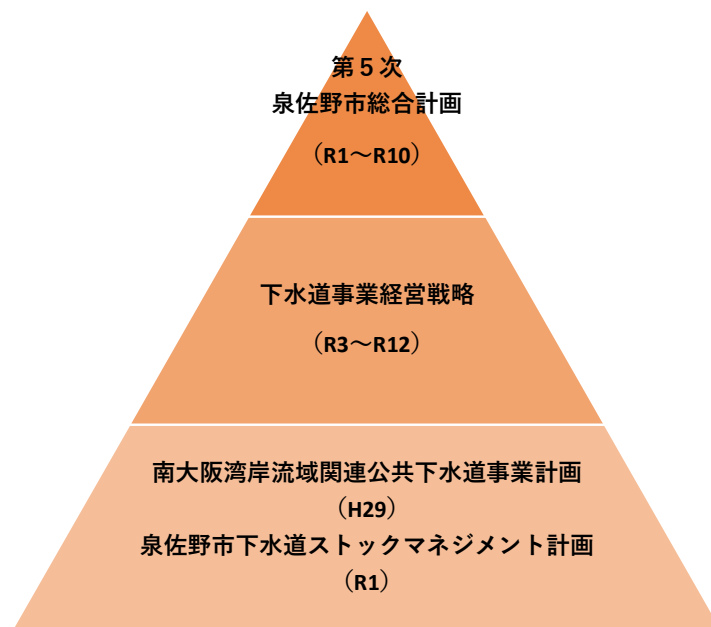 第５次
泉佐野市総合計画
（R1～R10）
下水道事業経営戦略
（R3～R12）
南大阪湾岸流域関連公共下水道事業計画
（H29）
泉佐野市下水道ストックマネジメント計画
（R1）